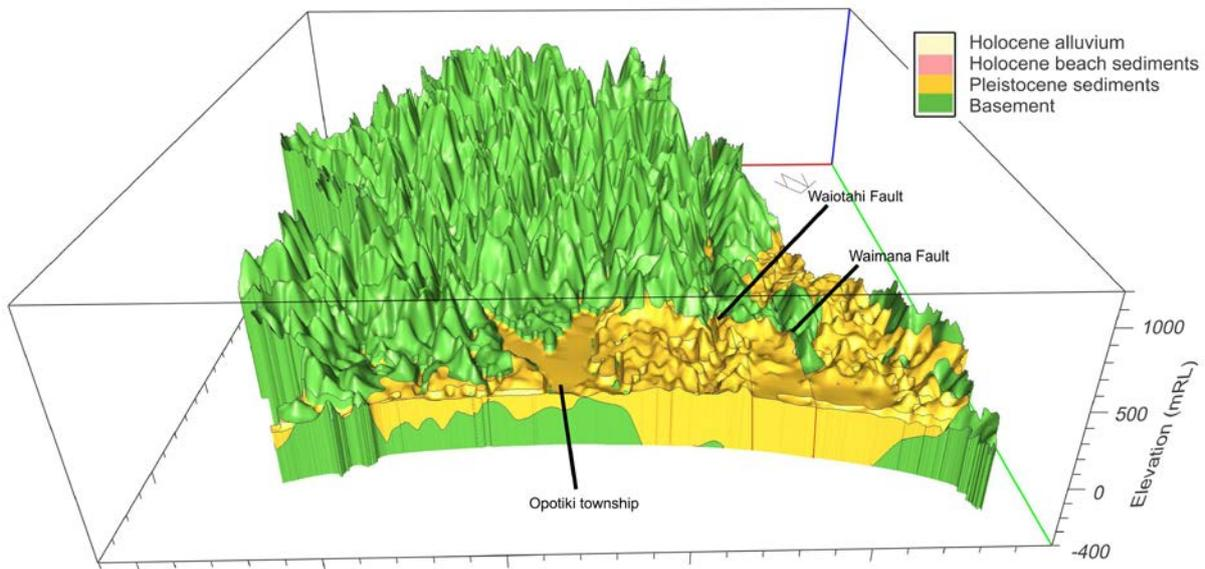 Holocene alluvium
Holocene beach sediments
Pleistocene sediments
Basement
Waiotahi Fault
Waimana Fault
1000
500
0
-400
Elevation (mRL)
Opotiki township